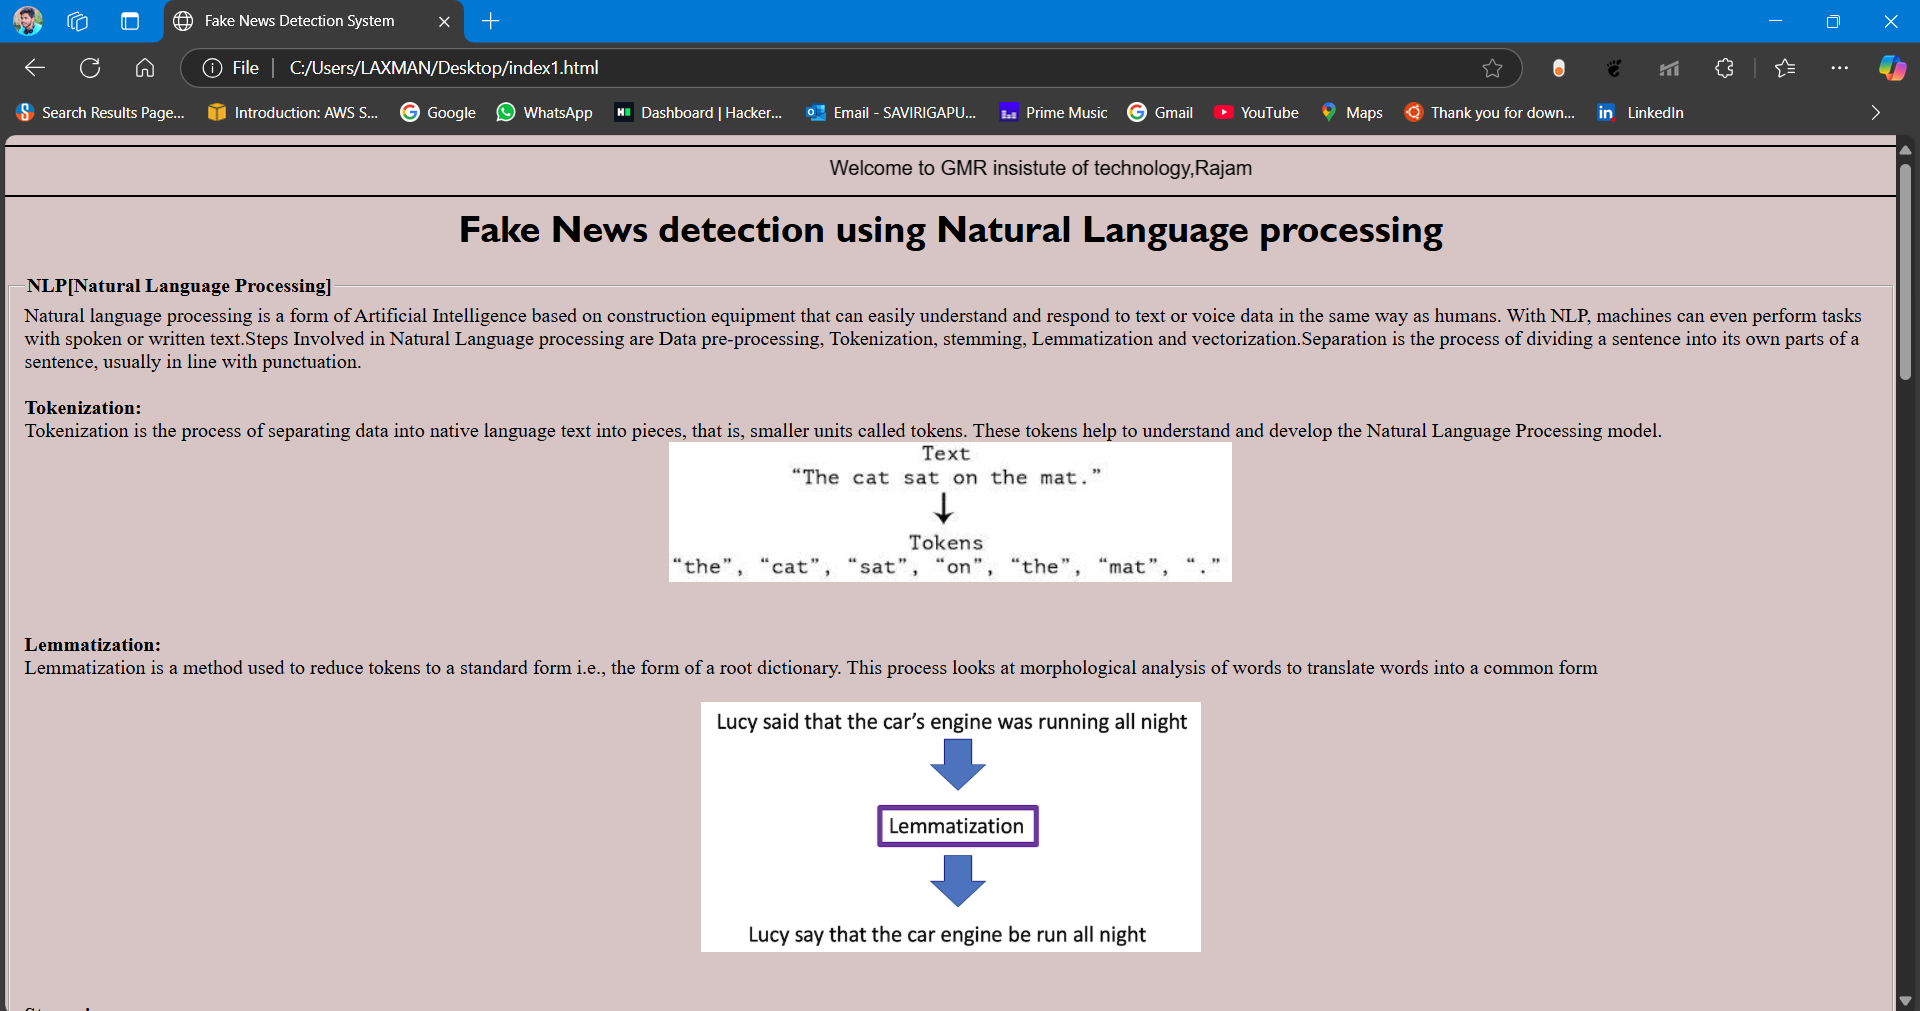 Fake News Detection System
File
C:/Users/LAXMAN/Desktop/index1.html
Search Results Page... Introduction: AWS S... Google WhatsApp Dashboard | Hacker... Email - SAVIRIGAPU... Prime Music Gmail YouTube Maps Thank you for down... LinkedIn
Welcome to GMR insistute of technology,Rajam
Fake News detection using Natural Language processing
NLP[Natural Language Processing]
Natural language processing is a form of Artificial Intelligence based on construction equipment that can easily understand and respond to text or voice data in the same way as humans. With NLP, machines can even perform tasks
with spoken or written text.Steps Involved in Natural Language processing are Data pre-processing, Tokenization, stemming, Lemmatization and vectorization.Separation is the process of dividing a sentence into its own parts of a
sentence, usually in line with punctuation.
Tokenization:
Tokenization is the process of separating data into native language text into pieces, that is, smaller units called tokens. These tokens help to understand and develop the Natural Language Processing model.
Text
“The cat sat on the mat.”
Tokens
“the”, “cat”, “sat”, “on”, “the”, “mat”, “.”
Lemmatization:
Lemmatization is a method used to reduce tokens to a standard form i.e., the form of a root dictionary. This process looks at morphological analysis of words to translate words into a common form
Lucy said that the car’s engine was running all night
Lemmatization
Lucy say that the car engine be run all night